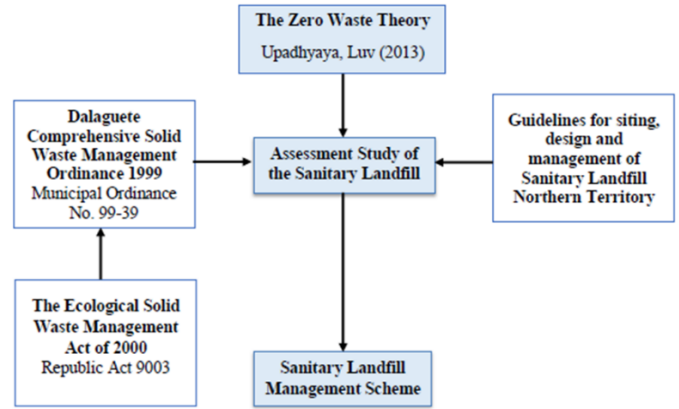 The Zero Waste Theory
Upadhyaya, Luv (2013)
Dalaguete
Comprehensive Solid
Waste Management
Ordinance 1999
Municipal Ordinance
No. 99-39
Assessment Study of
the Sanitary Landfill
Guidelines for siting,
design and
management of
Sanitary Landfill
Northern Territory
The Ecological Solid
Waste Management
Act of 2000
Republic Act 9003
Sanitary Landfill
Management Scheme